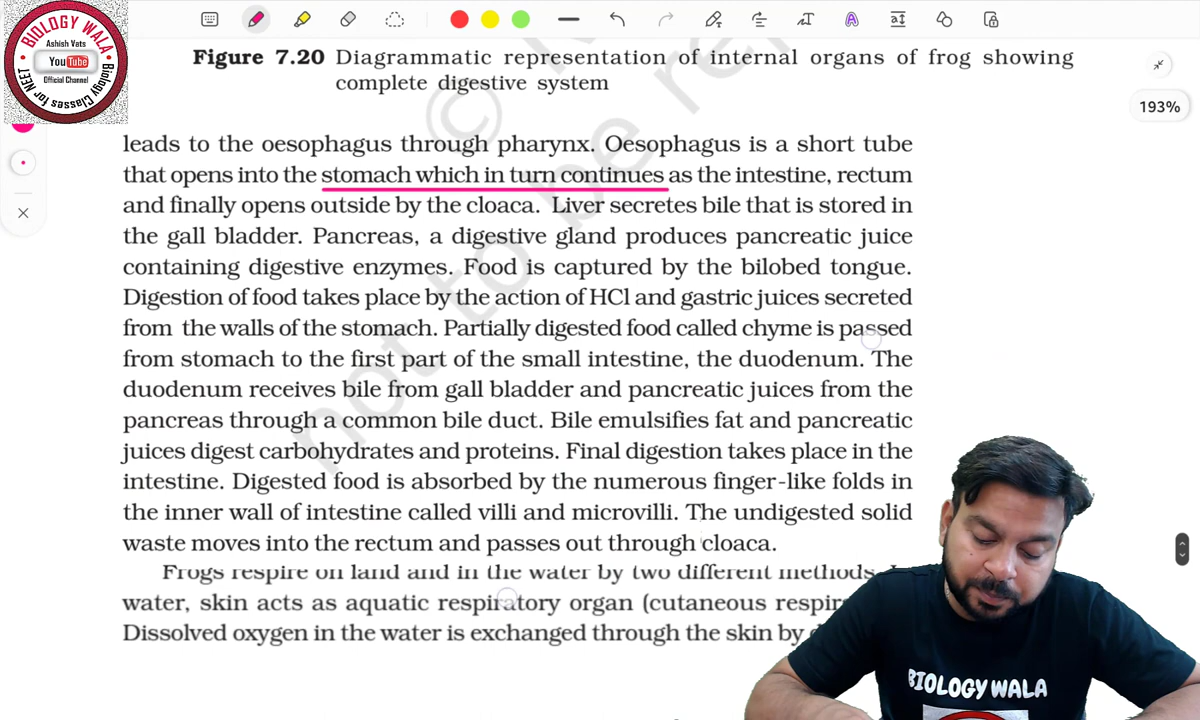 BIOLOGY WALA
Ashish Vats
YouTube
Official Channel
Biology Classes for NEET
193%
Figure 7.20 Diagrammatic representation of internal organs of frog showing
complete digestive system
leads to the oesophagus through pharynx. Oesophagus is a short tube
that opens into the stomach which in turn continues as the intestine, rectum
and finally opens outside by the cloaca. Liver secretes bile that is stored in
the gall bladder. Pancreas, a digestive gland produces pancreatic juice
containing digestive enzymes. Food is captured by the bilobed tongue.
Digestion of food takes place by the action of HCl and gastric juices secreted
from the walls of the stomach. Partially digested food called chyme is passed
from stomach to the first part of the small intestine, the duodenum. The
duodenum receives bile from gall bladder and pancreatic juices from the
pancreas through a common bile duct. Bile emulsifies fat and pancreatic
juices digest carbohydrates and proteins. Final digestion takes place in the
intestine. Digested food is absorbed by the numerous finger-like folds in
the inner wall of intestine called villi and microvilli. The undigested solid
waste moves into the rectum and passes out through cloaca.
Frogs respire on land and in the water by two different methods.
water, skin acts as aquatic respiratory organ (cutaneous
Dissolved oxygen in the water is exchanged through the skin by
© not to be re
BIOLOGY WALA